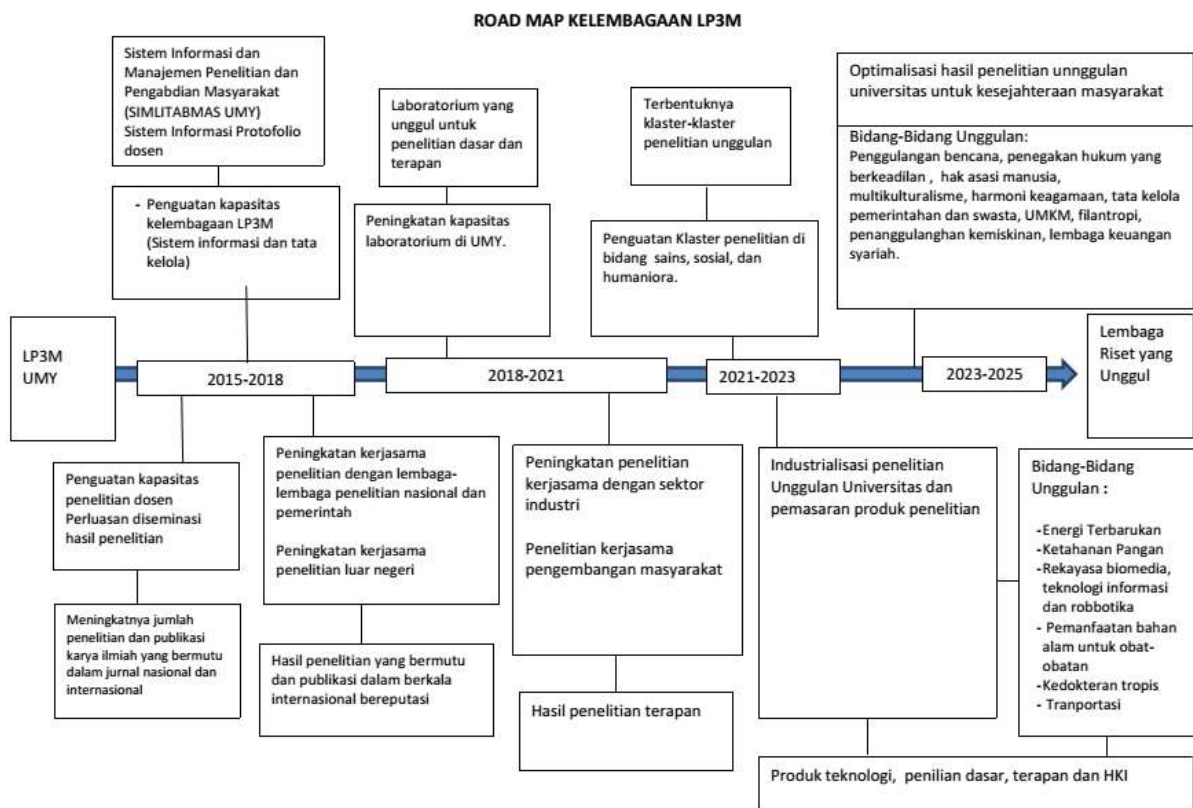 ROAD MAP KELEMBAGAAN LP3M
Sistem Informasi dan
Manajemen Penelitian dan
Pengabdian Masyarakat
(SIMLITABMAS UMY)
Sistem Informasi Protofolio
dosen
- Penguatan kapasitas
kelembagaan LP3M
(Sistem informasi dan tata
kelola)
Laboratorium yang
unggul untuk
penelitian dasar dan
terapan
Peningkatan kapasitas
laboratorium di UMY.
Terbentuknya
klaster-klaster
penelitian unggulan
Penguatan Klaster penelitian di
bidang sains, sosial, dan
humaniora.
Optimalisasi hasil penelitian unnggulan
universitas untuk kesejahteraan masyarakat
Bidang-Bidang Unggulan:
Penggulangan bencana, penegakan hukum yang
berkeadilan , hak asasi manusia,
multikulturalisme, harmoni keagamaan, tata kelola
pemerintahan dan swasta, UMKM, filantropi,
penanggulanghan kemiskinan, lembaga keuangan
syariah.
LP3M
UMY
2015-2018
2018-2021
2021-2023
2023-2025
Lembaga
Riset yang
Unggul
Penguatan kapasitas
penelitian dosen
Perluasan diseminasi
hasil penelitian
Meningkatnya jumlah
penelitian dan publikasi
karya ilmiah yang bermutu
dalam jurnal nasional dan
internasional
Peningkatan kerjasama
penelitian dengan lembaga-
lembaga penelitian nasional dan
pemerintah
Peningkatan kerjasama
penelitian luar negeri
Hasil penelitian yang bermutu
dan publikasi dalam berkala
internasional bereputasi
Peningkatan penelitian
kerjasama dengan sektor
industri
Penelitian kerjasama
pengembangan masyarakat
Hasil penelitian terapan
Industrialisasi penelitian
Unggulan Universitas dan
pemasaran produk penelitian
Bidang-Bidang
Unggulan :
-Energi Terbarukan
-Ketahanan Pangan
-Rekayasa biomedia,
teknologi informasi
dan robbotika
- Pemanfaatan bahan
alam untuk obat-
obatan
-Kedokteran tropis
- Tranportasi
Produk teknologi, penilian dasar, terapan dan HKI